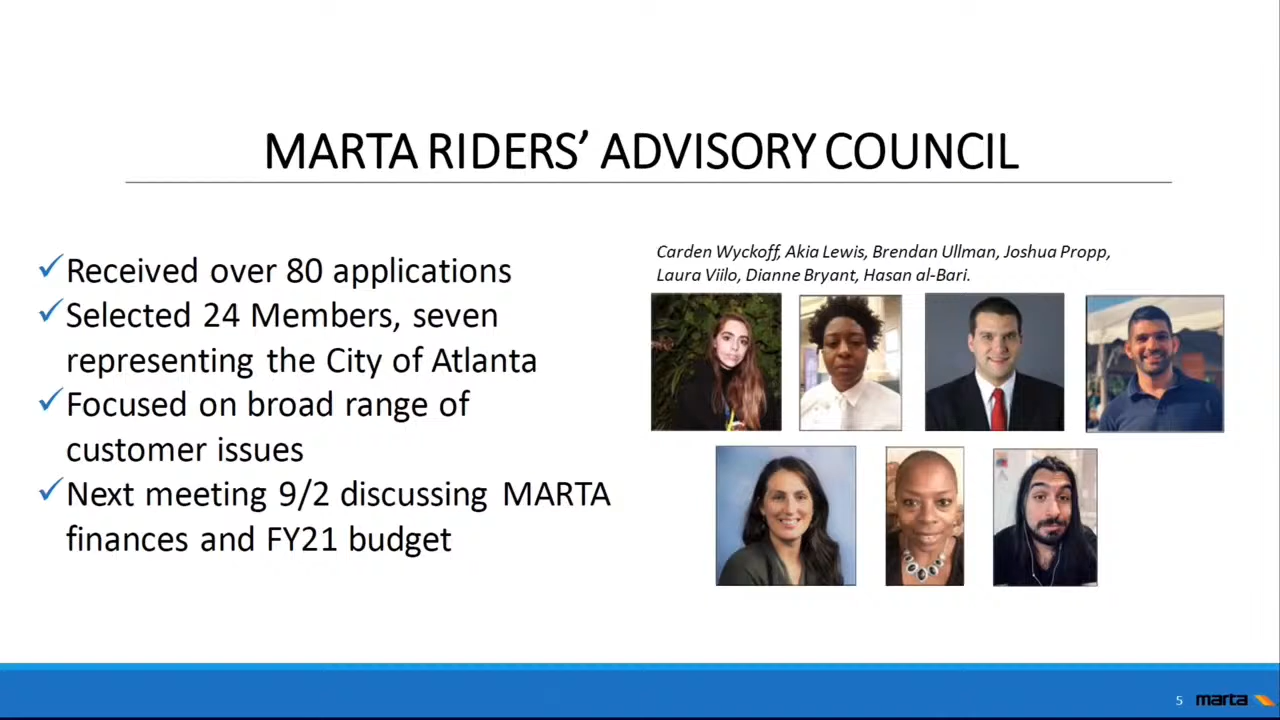 MARTA RIDERS’ ADVISORY COUNCIL
Received over 80 applications
Selected 24 Members, seven
representing the City of Atlanta
Focused on broad range of
customer issues
Next meeting 9/2 discussing MARTA
finances and FY21 budget
Carden Wyckoff, Akia Lewis, Brendan Ullman, Joshua Propp,
Laura Viilo, Dianne Bryant, Hasan al-Bari.
5 marta